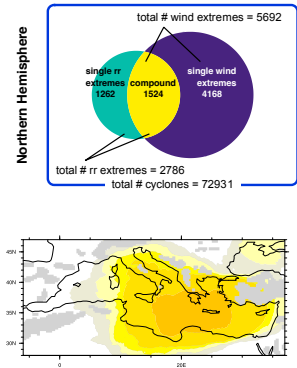 Northern Hemisphere
total # wind extremes = 5692
single rr
extremes
1262
compound
1524
single wind
extremes
4168
total # rr extremes = 2786
total # cyclones = 72931
45N
40N
35N
30N
0
20E